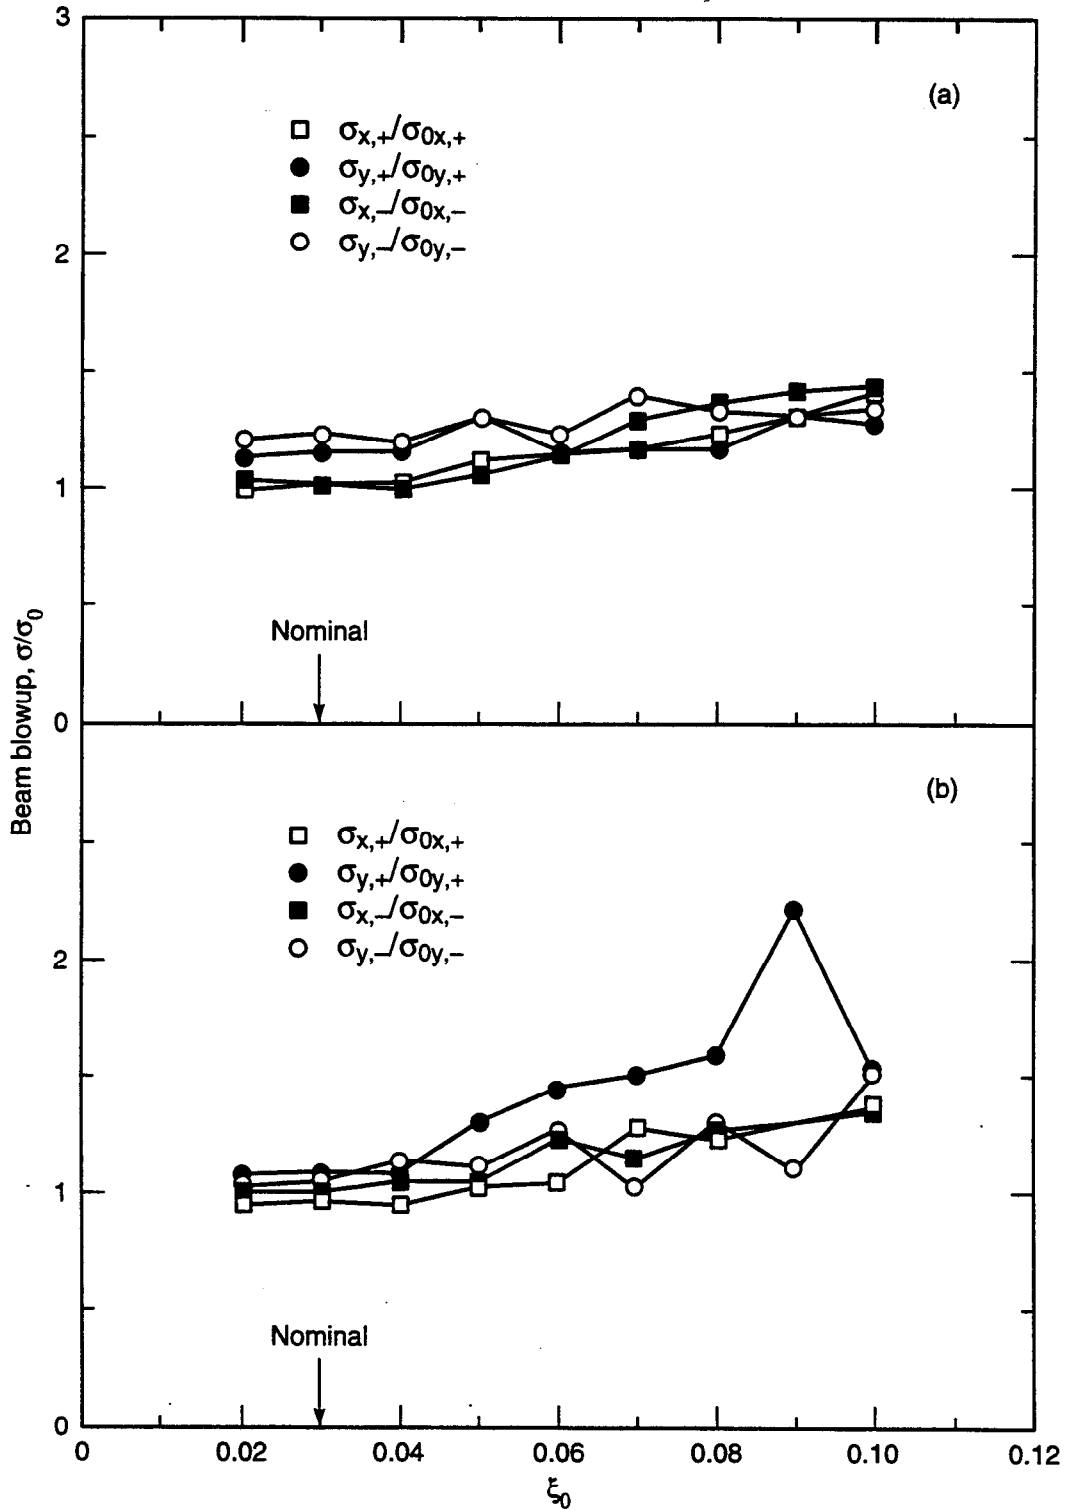 3
(a)
σx,+/σ0x,+
σy,+/σ0y,+
σx,–/σ0x,–
σy,–/σ0y,–
2
1
Nominal
0
Beam blowup, σ/σ0
(b)
σx,+/σ0x,+
σy,+/σ0y,+
σx,–/σ0x,–
σy,–/σ0y,–
2
1
Nominal
0
0 0.02 0.04 0.06 0.08 0.10 0.12
ξ0